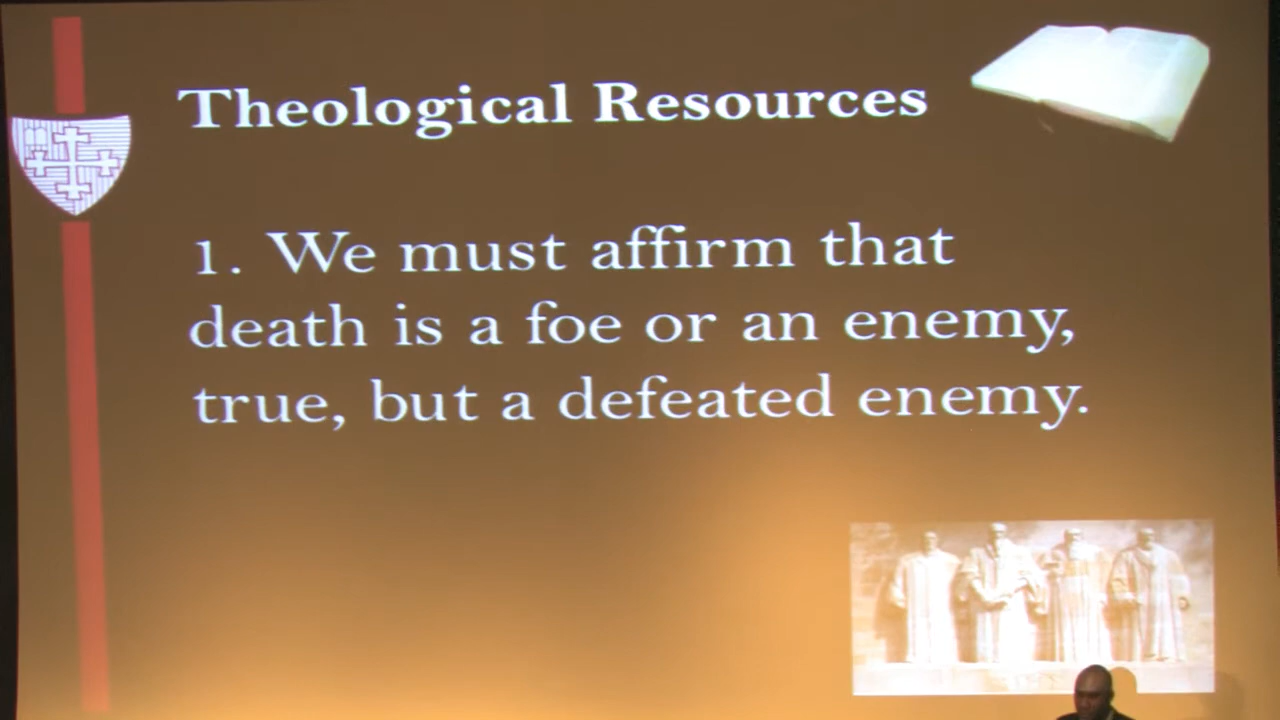 Theological Resources
1. We must affirm that
death is a foe or an enemy,
true, but a defeated enemy.